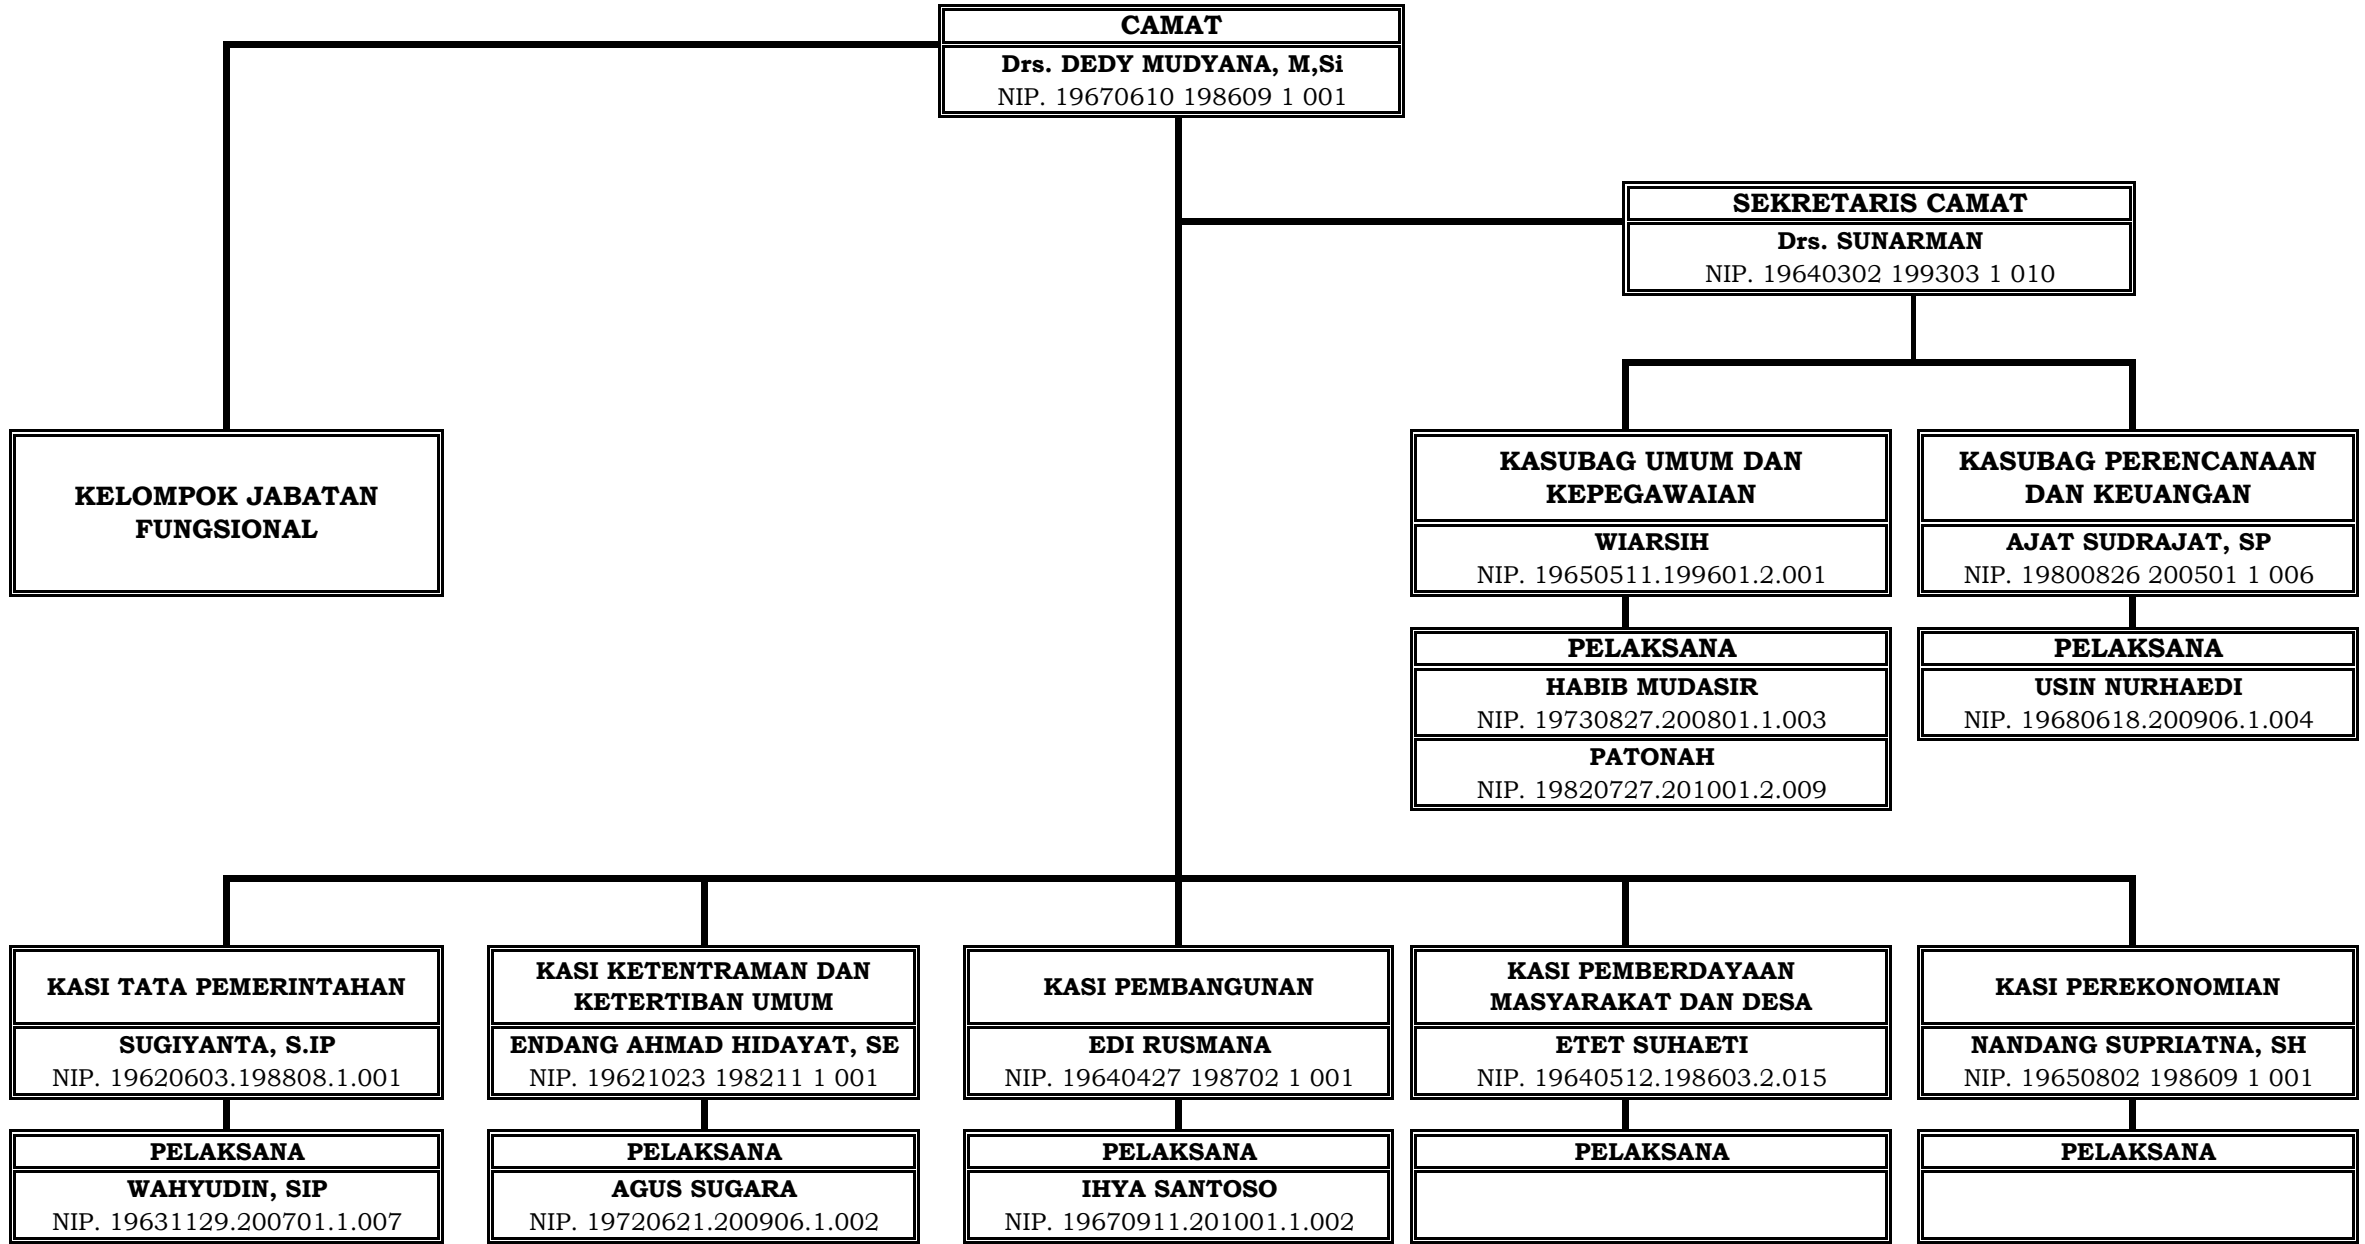 CAMAT
Drs. DEDY MUDYANA, M,Si
NIP. 19670610 198609 1 001
SEKRETARIS CAMAT
Drs. SUNARMAN
NIP. 19640302 199303 1 010
KELOMPOK JABATAN
FUNGSIONAL
KASUBAG UMUM DAN
KEPEGAWAIAN
WIARSIH
NIP. 19650511.199601.2.001
PELAKSANA
HABIB MUDASIR
NIP. 19730827.200801.1.003
PATONAH
NIP. 19820727.201001.2.009
KASUBAG PERENCANAAN
DAN KEUANGAN
AJAT SUDRAJAT, SP
NIP. 19800826 200501 1 006
PELAKSANA
USIN NURHAEDI
NIP. 19680618.200906.1.004
KASI TATA PEMERINTAHAN
SUGIYANTA, S.IP
NIP. 19620603.198808.1.001
PELAKSANA
WAHYUDIN, SIP
NIP. 19631129.200701.1.007
KASI KETENTRAMAN DAN
KETERTIBAN UMUM
ENDANG AHMAD HIDAYAT, SE
NIP. 19621023 198211 1 001
PELAKSANA
AGUS SUGARA
NIP. 19720621.200906.1.002
KASI PEMBANGUNAN
EDI RUSMANA
NIP. 19640427 198702 1 001
PELAKSANA
IHYA SANTOSO
NIP. 19670911.201001.1.002
KASI PEMBERDAYAAN
MASYARAKAT DAN DESA
ETET SUHAETI
NIP. 19640512.198603.2.015
PELAKSANA
KASI PEREKONOMIAN
NANDANG SUPRIATNA, SH
NIP. 19650802 198609 1 001
PELAKSANA